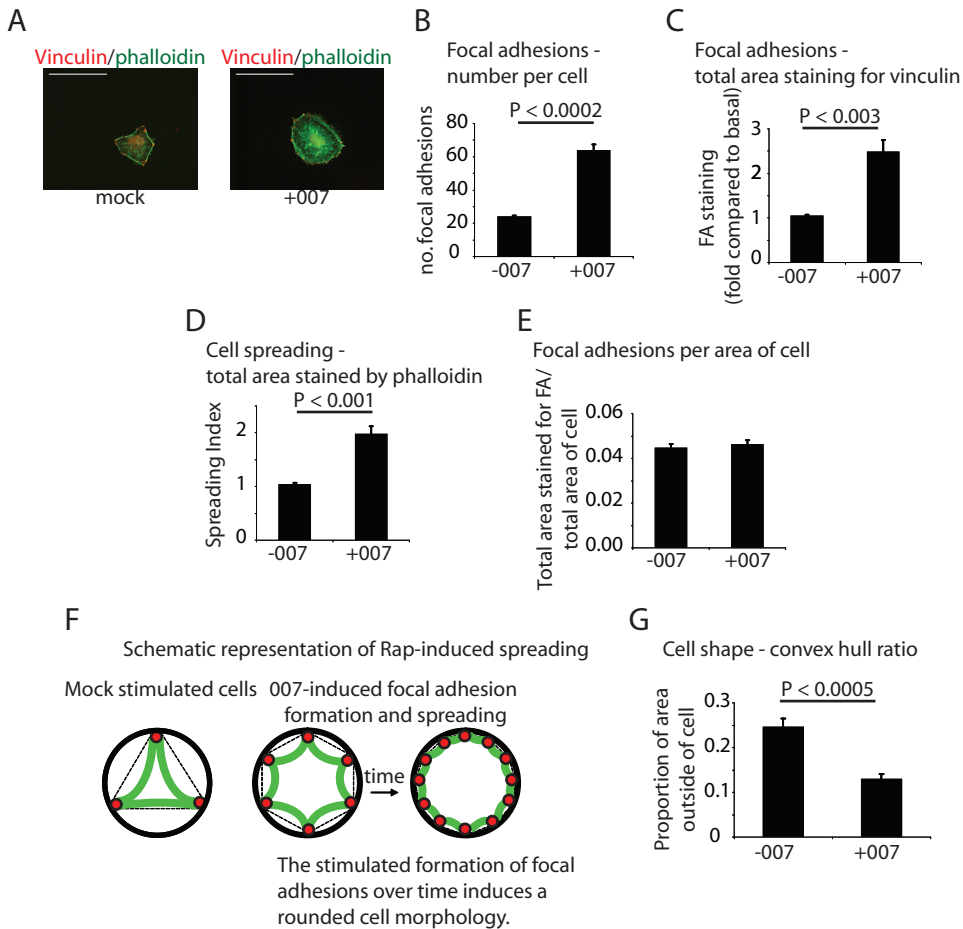 A
Vinculin/phalloidin Vinculin/phalloidin
mock +007
B
Focal adhesions -
number per cell
P < 0.0002
no. focal adhesions
80
60
40
20
0
-007 +007
C
Focal adhesions -
total area staining for vinculin
P < 0.003
FA staining
(fold compared to basal)
3
2
1
0
-007 +007
D
Cell spreading -
total area stained by phalloidin
P < 0.001
Spreading Index
2
1
0
-007 +007
E
Focal adhesions per area of cell
Total area stained for FA/
total area of cell
0.06
0.04
0.02
0.00
-007 +007
F
Schematic representation of Rap-induced spreading
Mock stimulated cells 007-induced focal adhesion
formation and spreading
time
The stimulated formation of focal
adhesions over time induces a
rounded cell morphology.
G
Cell shape - convex hull ratio
P < 0.0005
Proportion of area
outside of cell
0.3
0.2
0.1
0
-007 +007